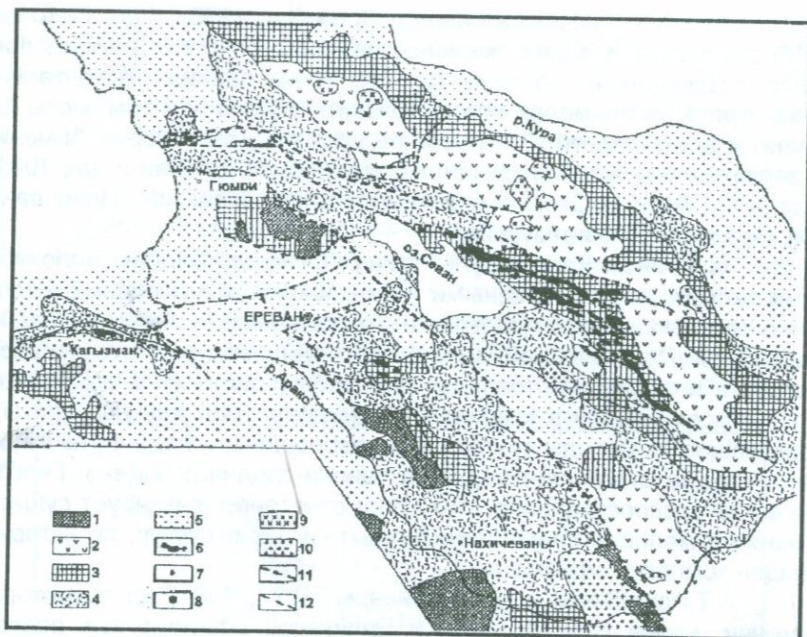 р.Кура
Гюмри
оз.Севан
ЕРЕВАН
Кагызман
р.Аракс
Нахичевань
1 5 9
2 6 10
3 7 11
4 8 12